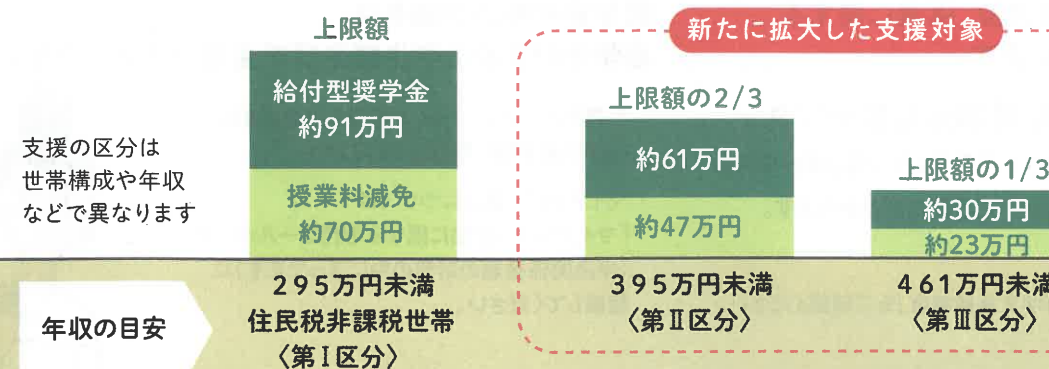 上限額
給付型奨学金
約91万円
授業料減免
約70万円
支援の区分は
世帯構成や年収
などで異なります
新たに拡大した支援対象
上限額の2/3
約61万円
約47万円
上限額の1/3
約30万円
約23万円
年収の目安
295万円未満
住民税非課税世帯
〈第Ⅰ区分〉
395万円未満
〈第Ⅱ区分〉
461万円未満
〈第Ⅲ区分〉